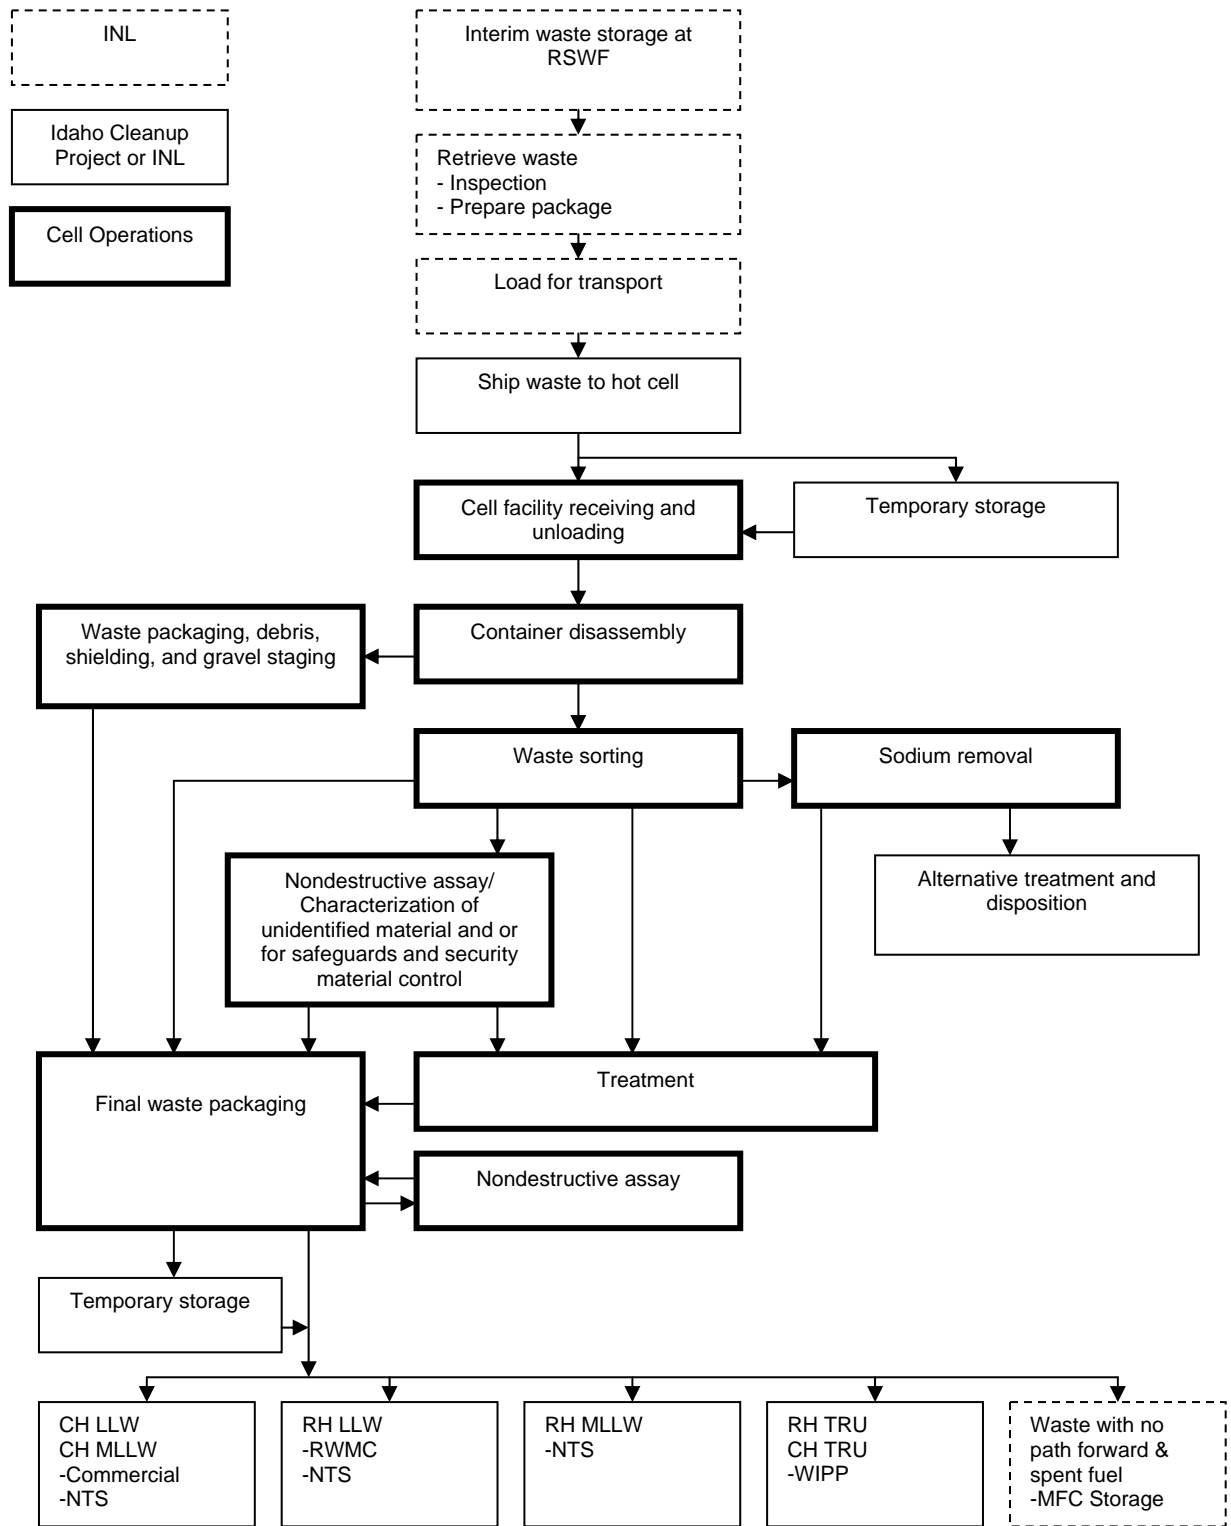 INL
Interim waste storage at
RSWF
Idaho Cleanup
Project or INL
Retrieve waste
- Inspection
- Prepare package
Cell Operations
Load for transport
Ship waste to hot cell
Cell facility receiving and
unloading
Temporary storage
Waste packaging, debris,
shielding, and gravel staging
Container disassembly
Waste sorting
Sodium removal
Nondestructive assay/
Characterization of
unidentified material and or
for safeguards and security
material control
Alternative treatment and
disposition
Final waste packaging
Treatment
Nondestructive assay
Temporary storage
CH LLW
CH MLLW
-Commercial
-NTS
RH LLW
-RWMC
-NTS
RH MLLW
-NTS
RH TRU
CH TRU
-WIPP
Waste with no
path forward &
spent fuel
-MFC Storage